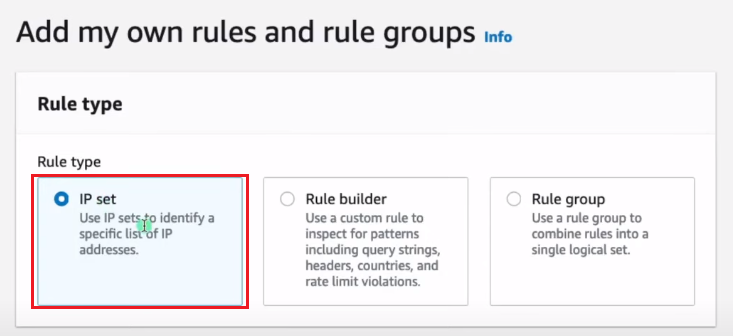 Add my own rules and rule groups Info
Rule type
Rule type
IP set
Use IP sets to identify a
specific list of IP
addresses.
Rule builder
Use a custom rule to
inspect for patterns
including query strings,
headers, countries, and
rate limit violations.
Rule group
Use a rule group to
combine rules into a
single logical set.